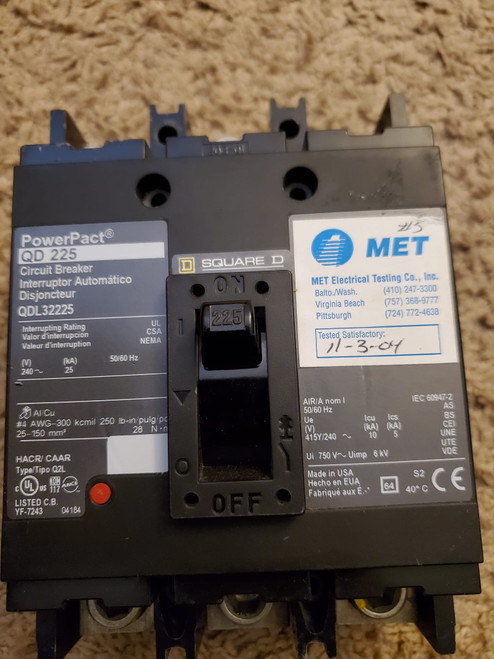 PowerPact®
QD 225
Circuit Breaker
Interruptor Automático
Disjoncteur
QDL32225
Interrupting Rating UL
Valor d'interrupcion CSA
Valeur d'interruption NEMA
(V) (kA) 50/60 Hz
240 ~ 25
Al/Cu
#4 AWG-300 kcmil 250 lb-in/pulg/po
25-150 mm² 28 N
HACR/ CAAR
Type/Tipo Q2L
LISTED C.B.
YF-7243 04184
D SQUARE D
ON
225
I
O
OFF
#5
1 MET
MET Electrical Testing Co., Inc.
Balto./Wash. (410) 247-3300
Virginia Beach (757) 368-9777
Pittsburgh (724) 772-4638
Tested Satisfactory:
11-3-04
AIR/A nom I IEC 60947-2
50/60 Hz AS
Ue Icu Ics BS
(V) (kA) (kA) CEI
415Y/240 ~ 10 5 UNE
UTE
Ui 750 V~ Uimp 6 kV VDE
Made in USA
Hecho en EUA
Fabriqué aux É.-
64
S2
40° C
CE